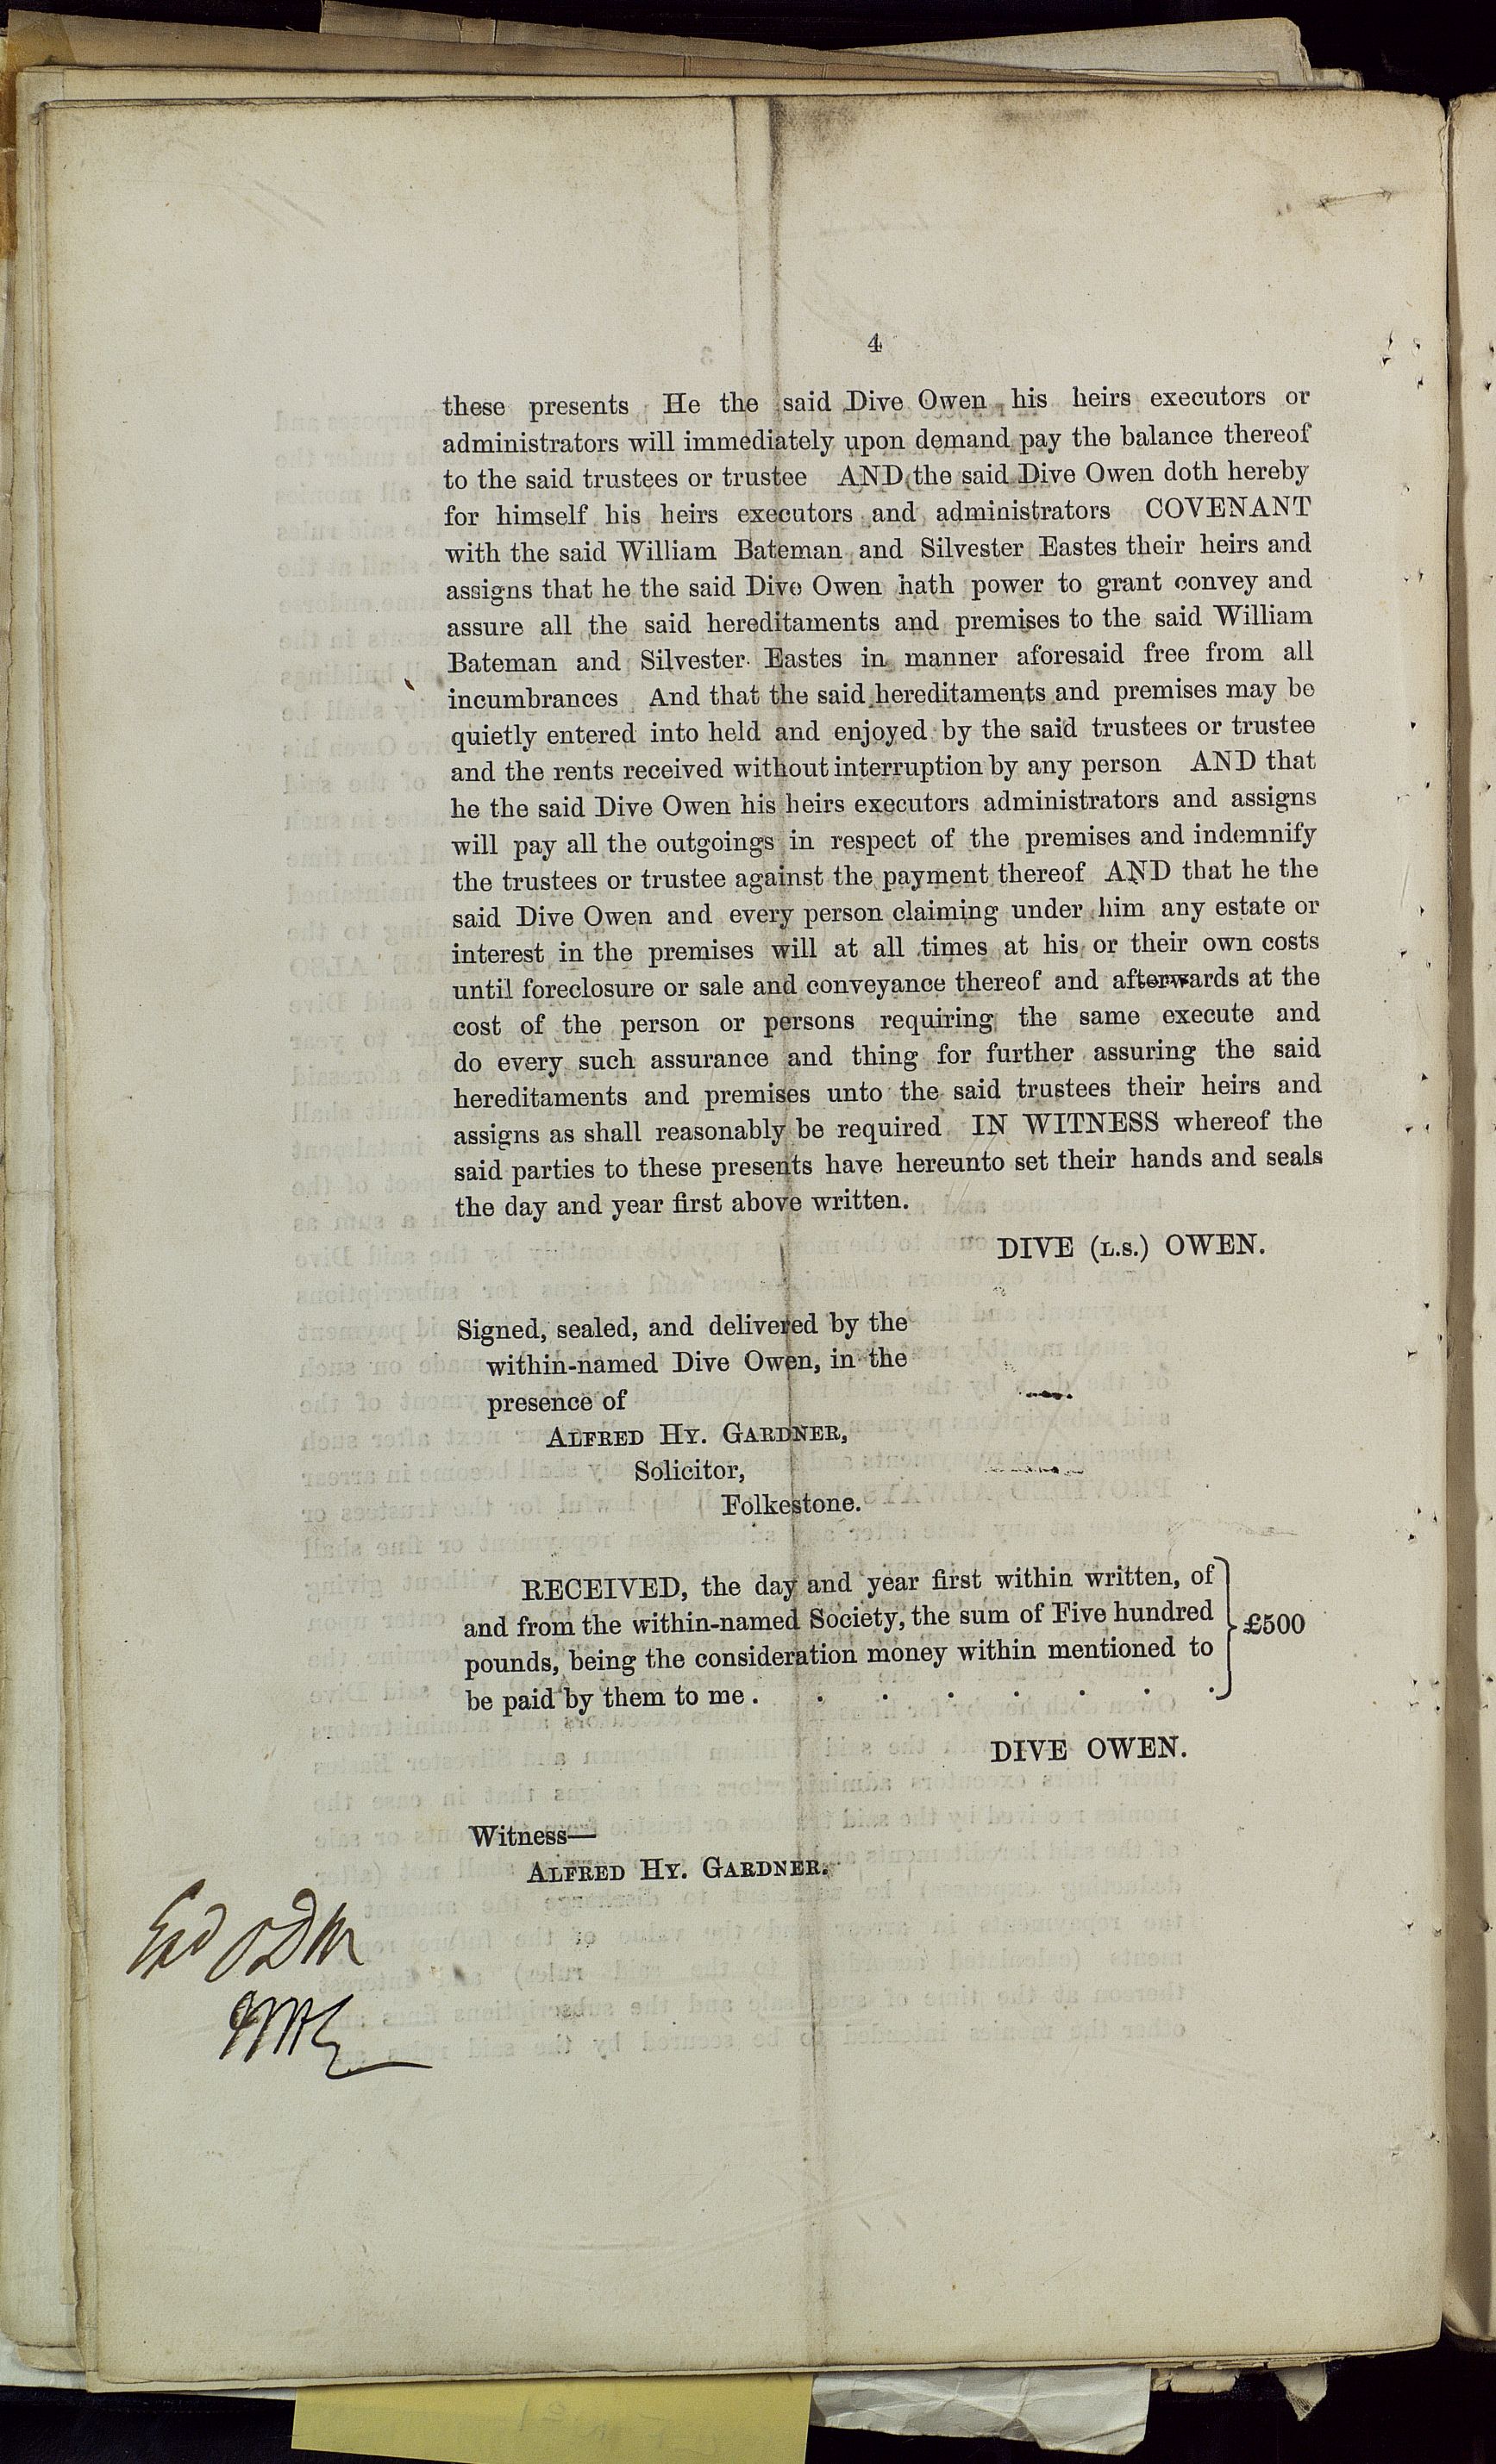 4
these presents He the said Dive Owen his heirs executors or
administrators will immediately upon demand pay the balance thereof
to the said trustees or trustee AND the said Dive Owen doth hereby
for himself his heirs executors and administrators COVENANT
with the said William Bateman and Silvester Eastes their heirs and
assigns that he the said Dive Owen hath power to grant convey and
assure all the said hereditaments and premises to the said William
Bateman and Silvester Eastes in manner aforesaid free from all
incumbrances And that the said hereditaments and premises may be
quietly entered into held and enjoyed by the said trustees or trustee
and the rents received without interruption by any person AND that
he the said Dive Owen his heirs executors administrators and assigns
will pay all the outgoings in respect of the premises and indemnify
the trustees or trustee against the payment thereof AND that he the
said Dive Owen and every person claiming under him any estate or
interest in the premises will at all times at his or their own costs
until foreclosure or sale and conveyance thereof and afterwards at the
cost of the person or persons requiring the same execute and
do every such assurance and thing for further assuring the said
hereditaments and premises unto the said trustees their heirs and
assigns as shall reasonably be required IN WITNESS whereof the
said parties to these presents have hereunto set their hands and seals
the day and year first above written.
DIVE (L.S.) OWEN.
Signed, sealed, and delivered by the
within-named Dive Owen, in the
presence of
ALFRED HY. GARDNER,
Solicitor,
Folkestone.
RECEIVED, the day and year first within written, of
and from the within-named Society, the sum of Five hundred
pounds, being the consideration money within mentioned to
be paid by them to me . . . . . . . .
£500
DIVE OWEN.
Witness—
ALFRED HY. GARDNER.